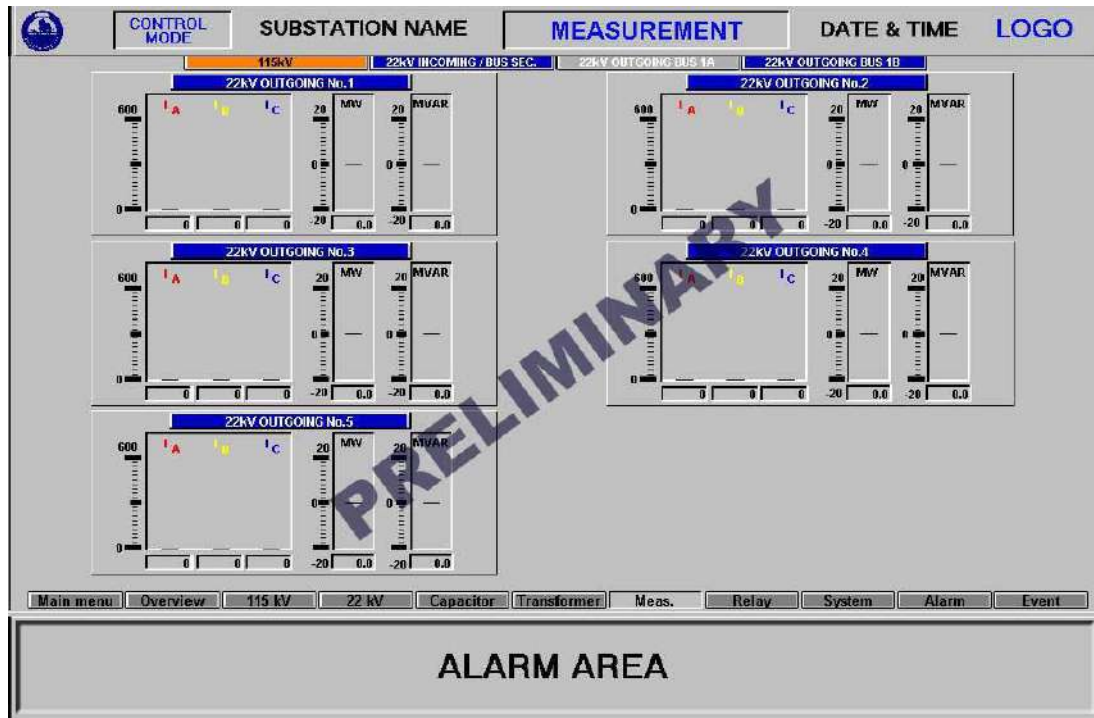 CONTROL MODE SUBSTATION NAME MEASUREMENT DATE & TIME LOGO
115kV 22kV INCOMING / BUS SEC. 22kV OUTGOING BUS 1A 22kV OUTGOING BUS 1B
22kV OUTGOING No.1 22kV OUTGOING No.2
600 IA IB IC 20 MW 20 MVAR 600 IA IB IC 20 MW 20 MVAR
0 0 0 0
0 0 0 0 -20 0.0 -20 0.0 0 0 0 0 -20 0.0 -20 0.0
22kV OUTGOING No.3 22kV OUTGOING No.4
600 IA IB IC 20 MW 20 MVAR 600 IA IB IC 20 MW 20 MVAR
0 0 0 0
0 0 0 0 -20 0.0 -20 0.0 0 0 0 0 -20 0.0 -20 0.0
22kV OUTGOING No.5
600 IA IB IC 20 MW 20 MVAR
0 0
0 0 0 0 -20 0.0 -20 0.0
PRELIMINARY
Main menu Overview 115 kV 22 kV Capacitor Transformer Meas. Relay System Alarm Event
ALARM AREA